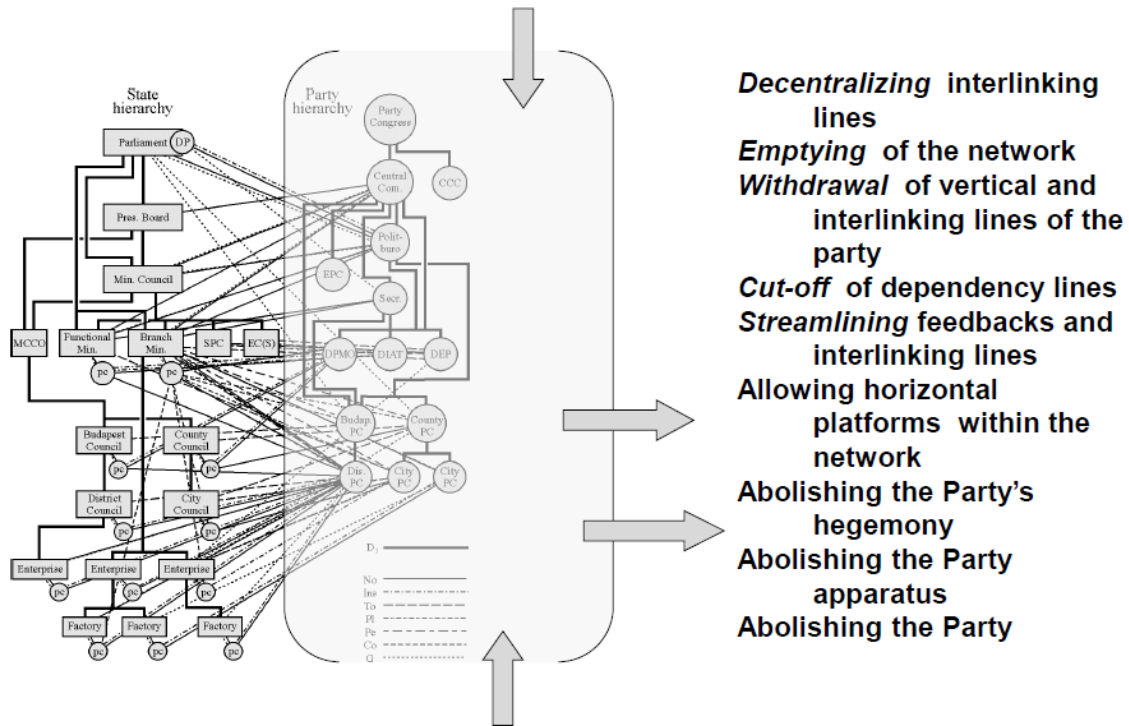 State
hierarchy
Parliament
DP
Pres. Board
Min. Council
MCCO
Functional
Min.
Branch
Min.
SPC
EC(S)
pc
pc
Budapest
Council
County
Council
pc
pc
District
Council
City
Council
pc
pc
Enterprise
Enterprise
Enterprise
pc
pc
pc
Factory
Factory
Factory
pc
pc
pc
Party
hierarchy
Party
Congress
Central
Com.
CCC
Polit-
buro
EPC
Secr.
DPMO
DIAT
DEP
Budap.
PC
County
PC
Dis.
PC
City
PC
City
PC
D₁
No
Ins
To
Pl
Pe
Co
Q
Decentralizing interlinking
lines
Emptying of the network
Withdrawal of vertical and
interlinking lines of the
party
Cut-off of dependency lines
Streamlining feedbacks and
interlinking lines
Allowing horizontal
platforms within the
network
Abolishing the Party's
hegemony
Abolishing the Party
apparatus
Abolishing the Party